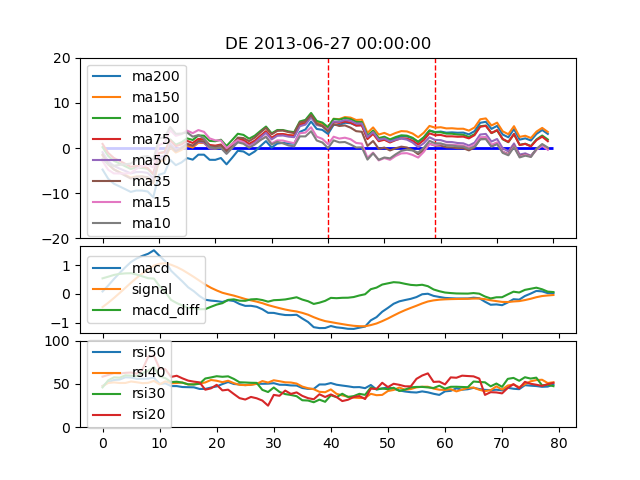 DE 2013-06-27 00:00:00
20
10
0
−10
−20
ma200
ma150
ma100
ma75
ma50
ma35
ma15
ma10
1
0
−1
macd
signal
macd_diff
100
50
0
rsi50
rsi40
rsi30
rsi20
0 10 20 30 40 50 60 70 80